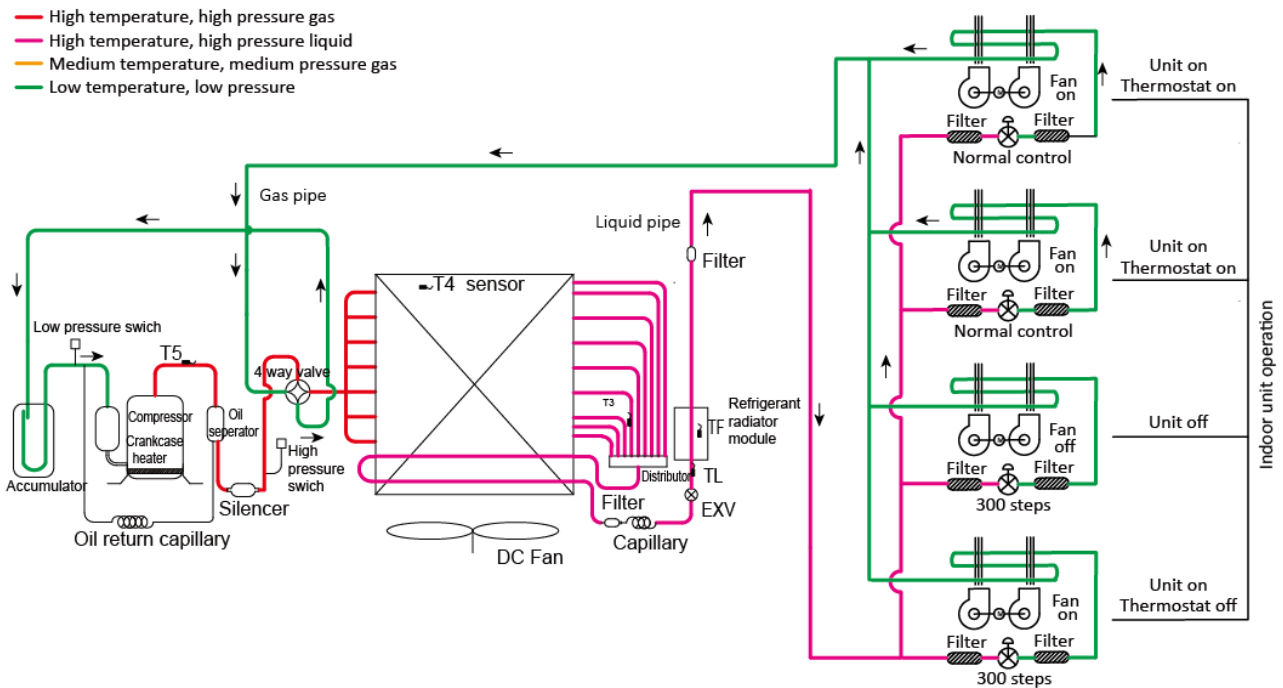 High temperature, high pressure gas
High temperature, high pressure liquid
Medium temperature, medium pressure gas
Low temperature, low pressure
Gas pipe
Liquid pipe
Filter
T4 sensor
Low pressure swich
T5
4 way valve
Compressor
Crankcase
heater
Oil
seperator
High
pressure
swich
Accumulator
Silencer
Oil return capillary
T3
TF
Refrigerant
radiator
module
Distributor
TL
EXV
Filter
Capillary
DC Fan
Fan
on
Filter
Filter
Normal control
Unit on
Thermostat on
Fan
on
Filter
Filter
Normal control
Unit on
Thermostat on
Fan
off
Filter
Filter
300 steps
Unit off
Fan
on
Filter
Filter
300 steps
Unit on
Thermostat off
Indoor unit operation